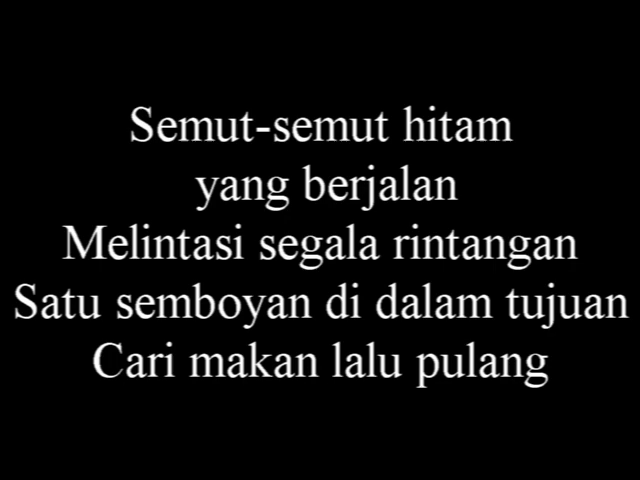 Semut-semut hitam
yang berjalan
Melintasi segala rintangan
Satu semboyan di dalam tujuan
Cari makan lalu pulang